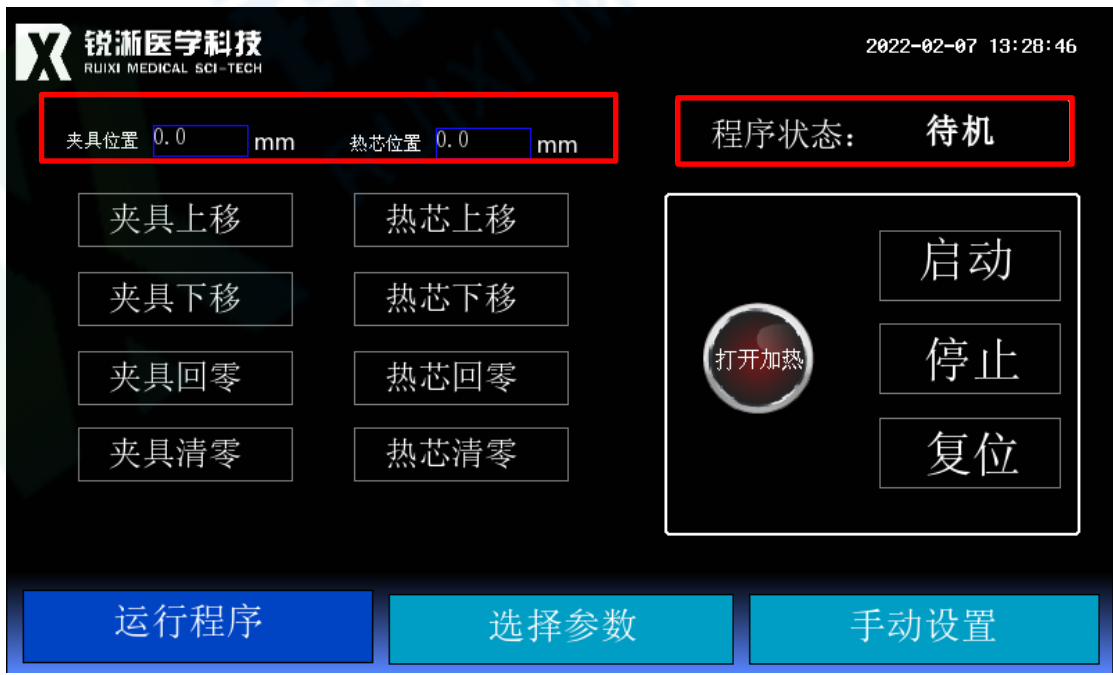 锐浙医学科技
RUIXI MEDICAL SCI-TECH
2022-02-07 13:28:46
夹具位置 0.0 mm 热芯位置 0.0 mm
程序状态: 待机
夹具上移 热芯上移
夹具下移 热芯下移
夹具回零 热芯回零
夹具清零 热芯清零
打开加热
启动
停止
复位
运行程序 选择参数 手动设置